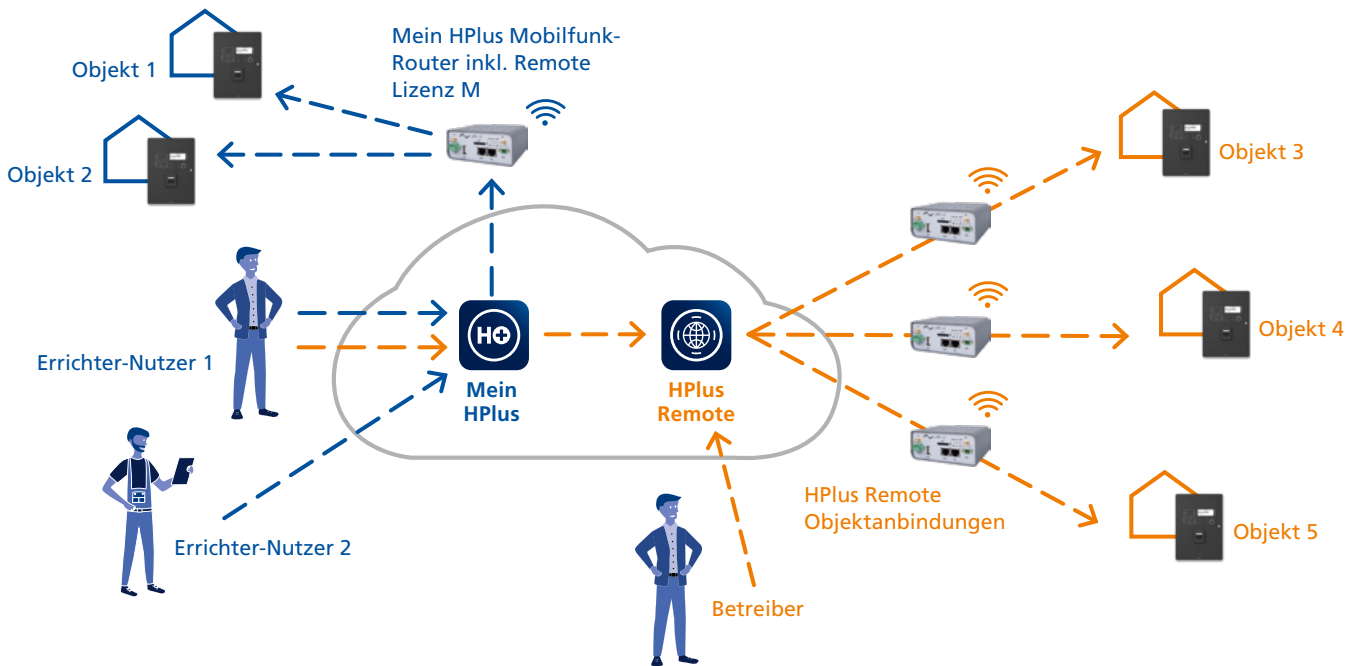 Mein HPlus Mobilfunk-
Router inkl. Remote
Lizenz M
Objekt 1
Objekt 2
Objekt 3
Objekt 4
Objekt 5
Errichter-Nutzer 1
Errichter-Nutzer 2
H+
Mein
HPlus
HPlus
Remote
HPlus Remote
Objektanbindungen
Betreiber